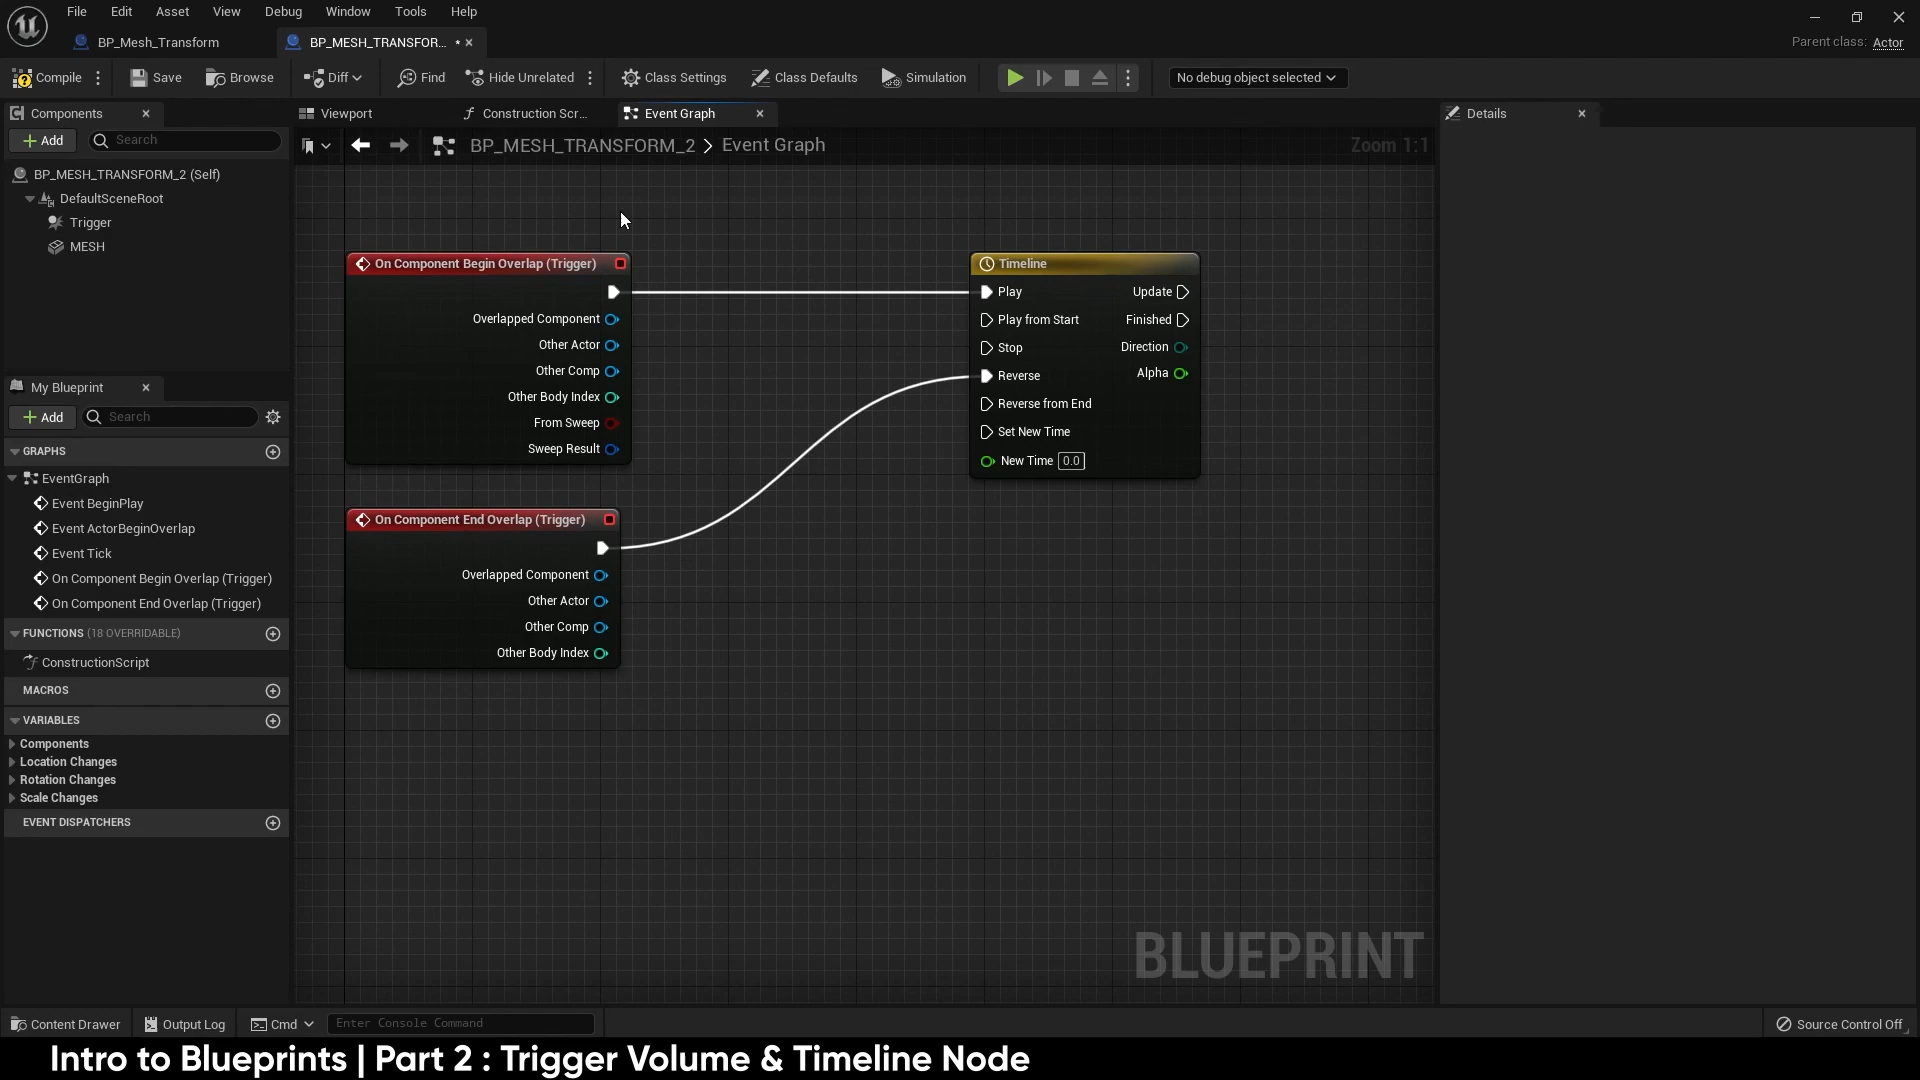 File Edit Asset View Debug Window Tools Help
BP_Mesh_Transform
BP_MESH_TRANSFOR... *
Parent class: Actor
Compile Save Browse Diff Find Hide Unrelated Class Settings Class Defaults Simulation No debug object selected
Components
Add Search
BP_MESH_TRANSFORM_2 (Self)
DefaultSceneRoot
Trigger
MESH
My Blueprint
Add Search
GRAPHS
EventGraph
Event BeginPlay
Event ActorBeginOverlap
Event Tick
On Component Begin Overlap (Trigger)
On Component End Overlap (Trigger)
FUNCTIONS (18 OVERRIDABLE)
ConstructionScript
MACROS
VARIABLES
Components
Location Changes
Rotation Changes
Scale Changes
EVENT DISPATCHERS
Viewport Construction Scr... Event Graph
BP_MESH_TRANSFORM_2 > Event Graph
Zoom 1:1
On Component Begin Overlap (Trigger)
Overlapped Component
Other Actor
Other Comp
Other Body Index
From Sweep
Sweep Result
On Component End Overlap (Trigger)
Overlapped Component
Other Actor
Other Comp
Other Body Index
Timeline
Play Update
Play from Start Finished
Stop Direction
Reverse Alpha
Reverse from End
Set New Time
New Time 0.0
BLUEPRINT
Details
Content Drawer Output Log Cmd Enter Console Command Source Control Off
Intro to Blueprints | Part 2 : Trigger Volume & Timeline Node